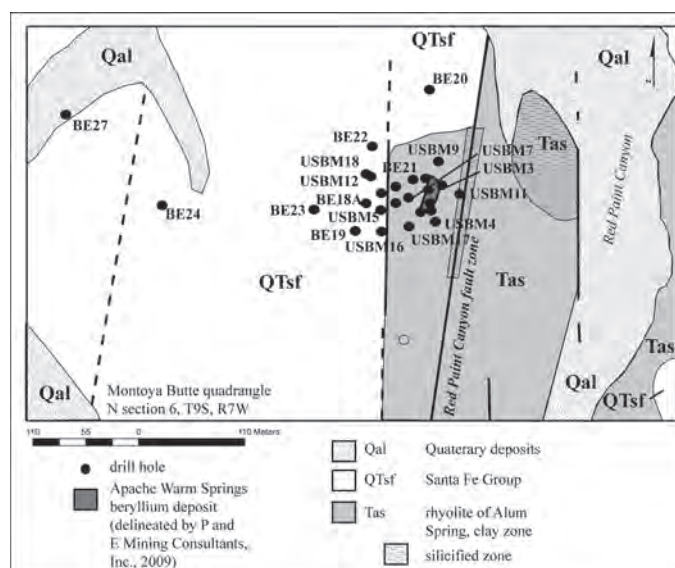 Qal
QTsf
BE20
z
BE27
BE22
USBM9
USBM7
Tas
USBM18
BE21
USBM3
USBM12
USBM11
BE24
BE18A
BE23
USBM5
USBM4
BE19
USBM17
USBM16
Red Paint Canyon
QTsf
Tas
Red Paint Canyon fault zone
Tas
Qal
Montoya Butte quadrangle
N section 6, T9S, R7W
Qal
QTsf
110 55 0 110 Meters
drill hole
Apache Warm Springs
beryllium deposit
(delineated by P and
E Mining Consultants,
Inc., 2009)
Qal Quaterary deposits
QTsf Santa Fe Group
Tas rhyolite of Alum
Spring, clay zone
silicified zone